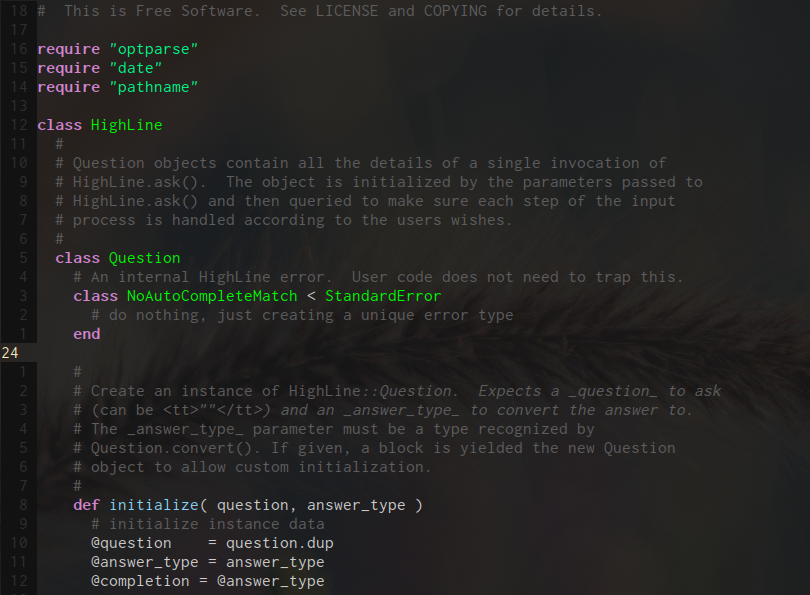 18 #  This is Free Software.  See LICENSE and COPYING for details.
17
16 require "optparse"
15 require "date"
14 require "pathname"
13
12 class HighLine
11   #
10   # Question objects contain all the details of a single invocation of
 9   # HighLine.ask().  The object is initialized by the parameters passed to
 8   # HighLine.ask() and then queried to make sure each step of the input
 7   # process is handled according to the users wishes.
 6   #
 5   class Question
 4     # An internal HighLine error.  User code does not need to trap this.
 3     class NoAutoCompleteMatch < StandardError
 2       # do nothing, just creating a unique error type
 1     end
24
 1     #
 2     # Create an instance of HighLine::Question.  Expects a _question_ to ask
 3     # (can be <tt>""</tt>) and an _answer_type_ to convert the answer to.
 4     # The _answer_type_ parameter must be a type recognized by
 5     # Question.convert(). If given, a block is yielded the new Question
 6     # object to allow custom initialization.
 7     #
 8     def initialize( question, answer_type )
 9       # initialize instance data
10       @question    = question.dup
11       @answer_type = answer_type
12       @completion = @answer_type